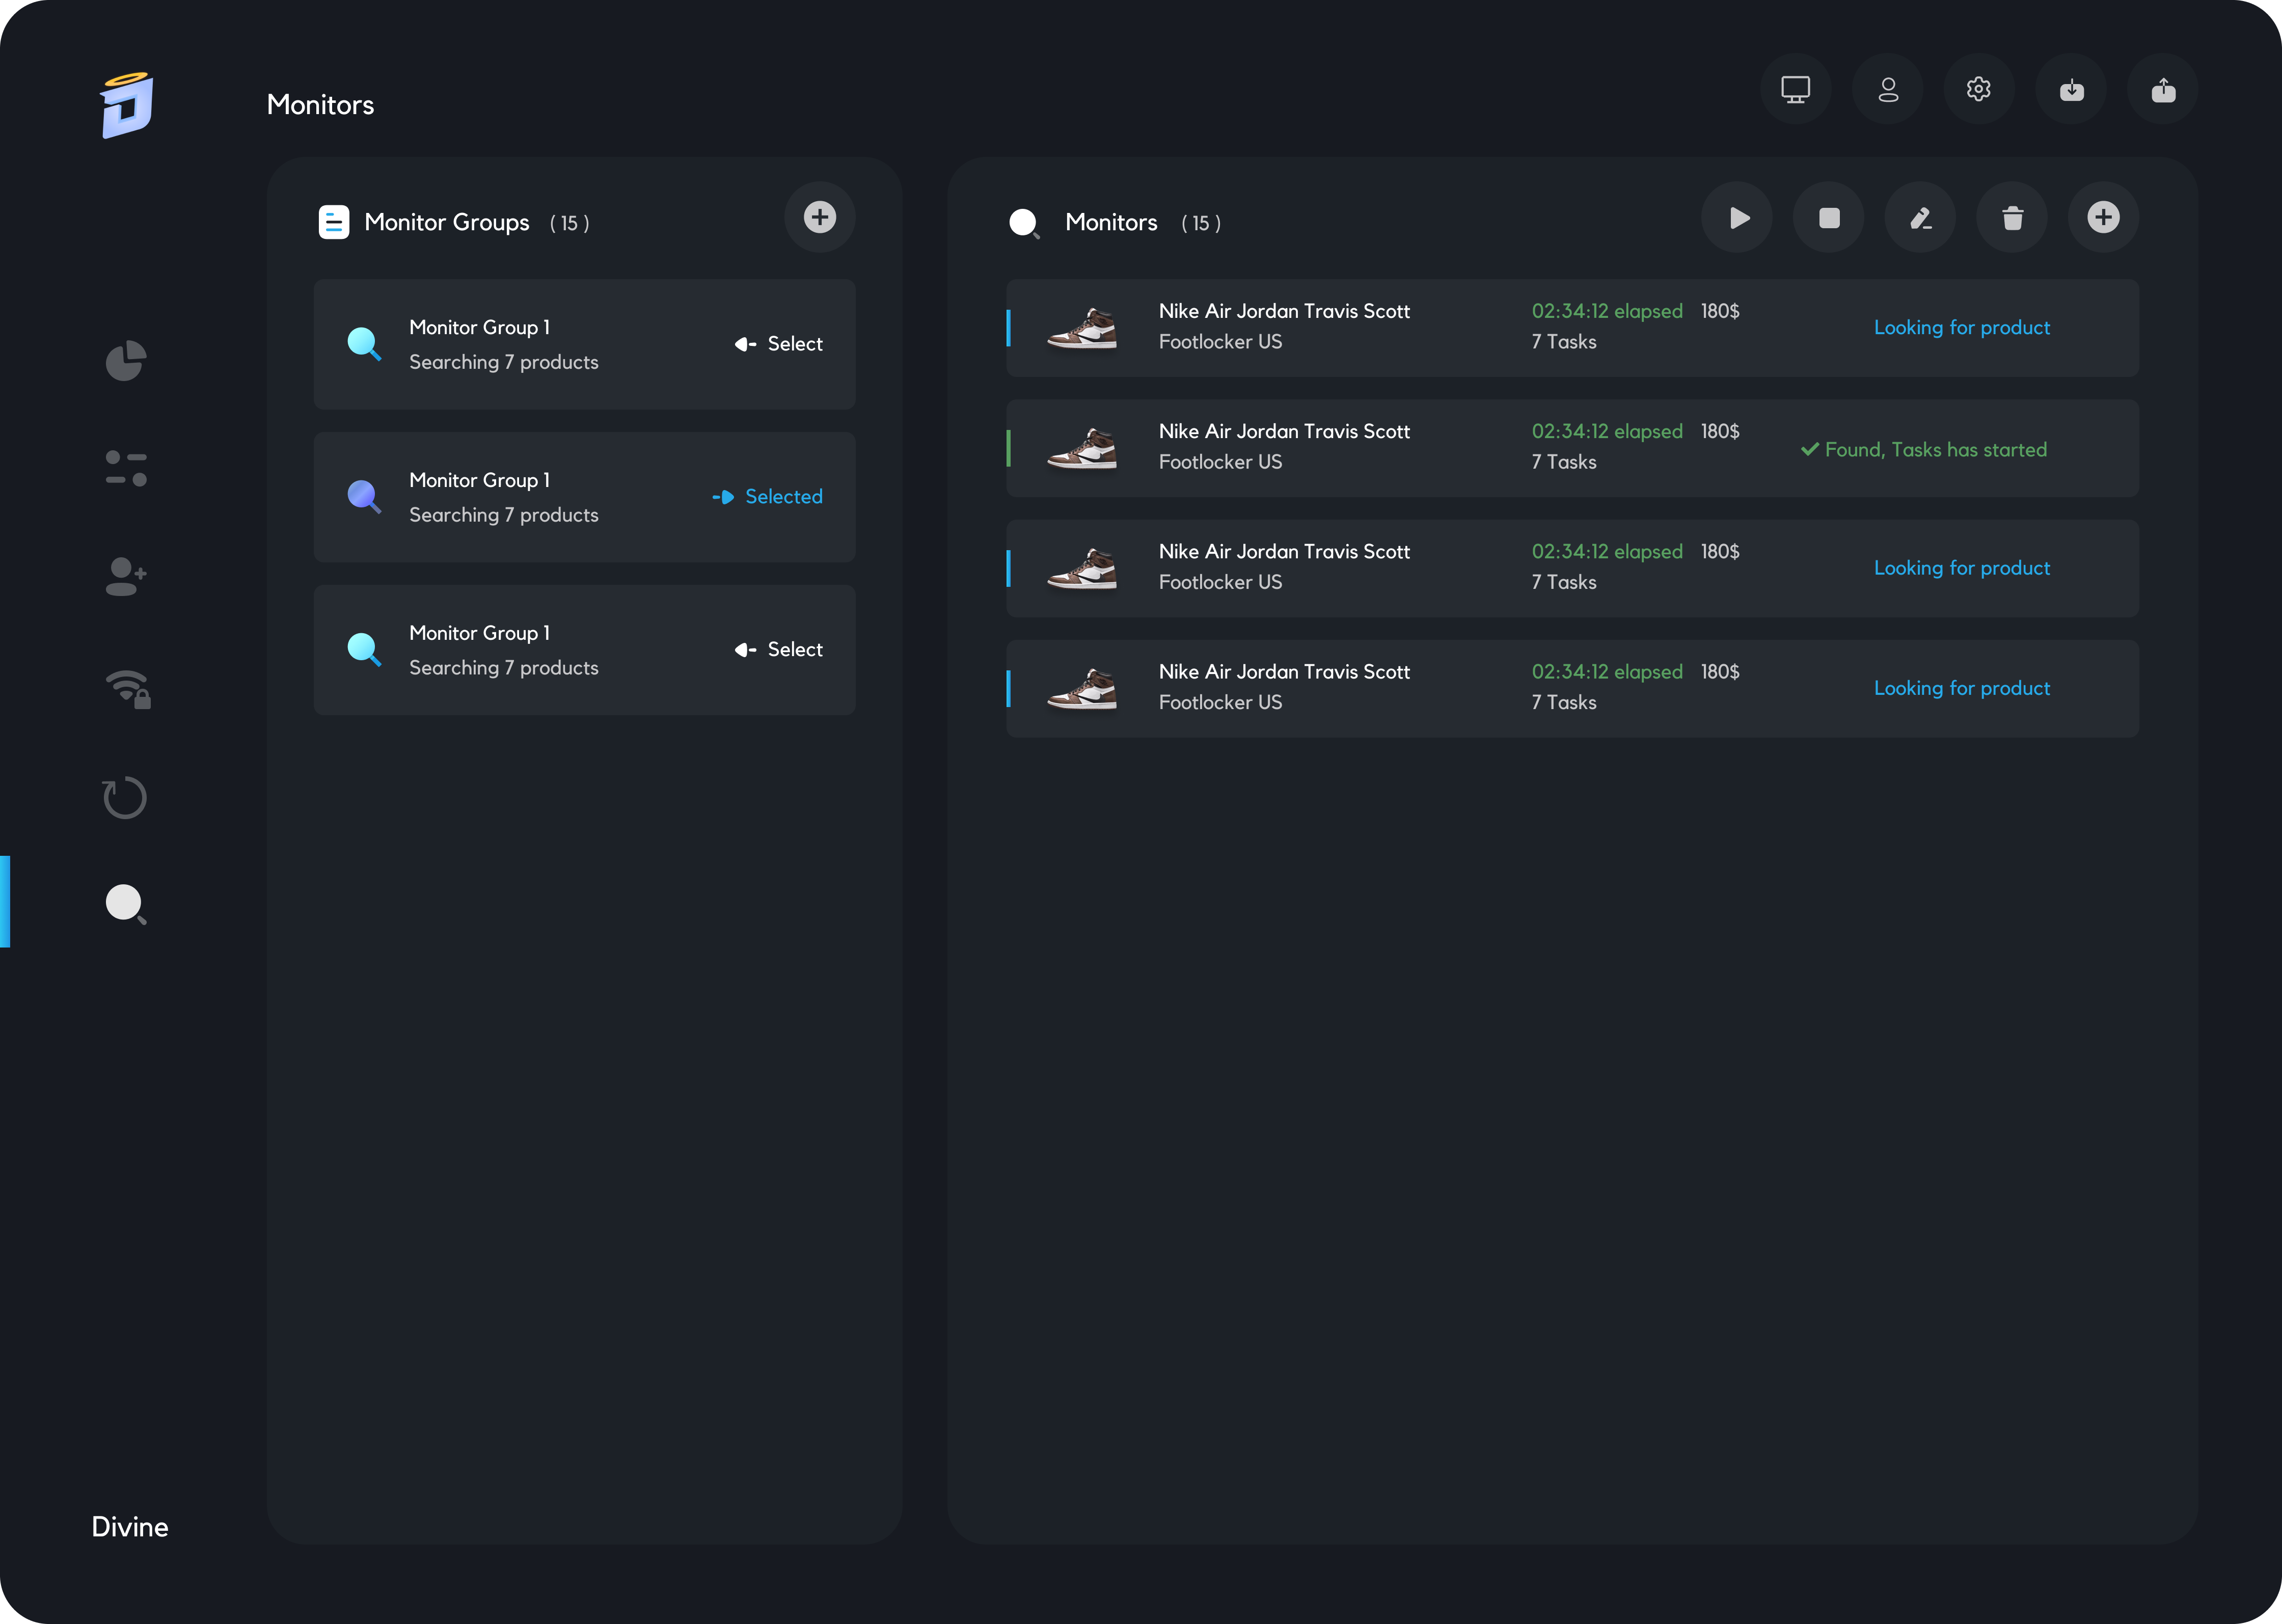 Monitors
Monitor Groups ( 15 )
Monitor Group 1
Searching 7 products
Select
Monitor Group 1
Searching 7 products
Selected
Monitor Group 1
Searching 7 products
Select
Monitors ( 15 )
Nike Air Jordan Travis Scott 02:34:12 elapsed 180$
Footlocker US 7 Tasks
Looking for product
Nike Air Jordan Travis Scott 02:34:12 elapsed 180$
Footlocker US 7 Tasks
Found, Tasks has started
Nike Air Jordan Travis Scott 02:34:12 elapsed 180$
Footlocker US 7 Tasks
Looking for product
Nike Air Jordan Travis Scott 02:34:12 elapsed 180$
Footlocker US 7 Tasks
Looking for product
Divine